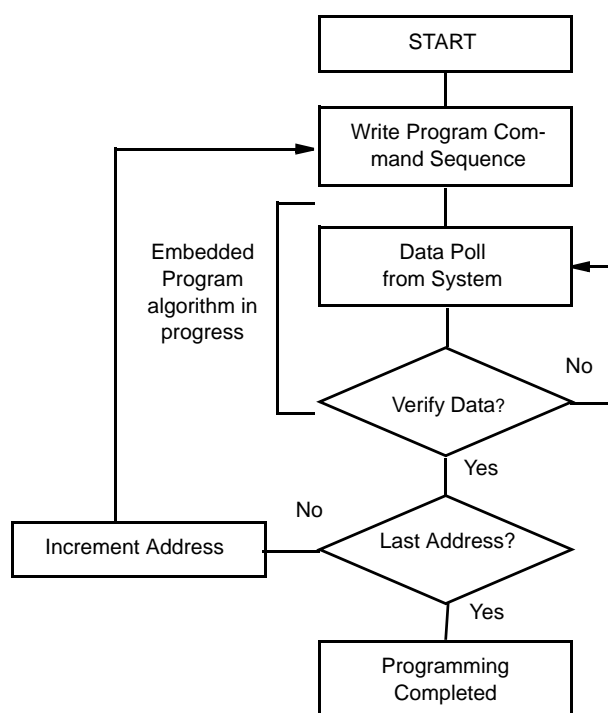 START
Write Program Com-
mand Sequence
Embedded
Program
algorithm in
progress
Data Poll
from System
No
Verify Data?
Yes
No
Increment Address
Last Address?
Yes
Programming
Completed